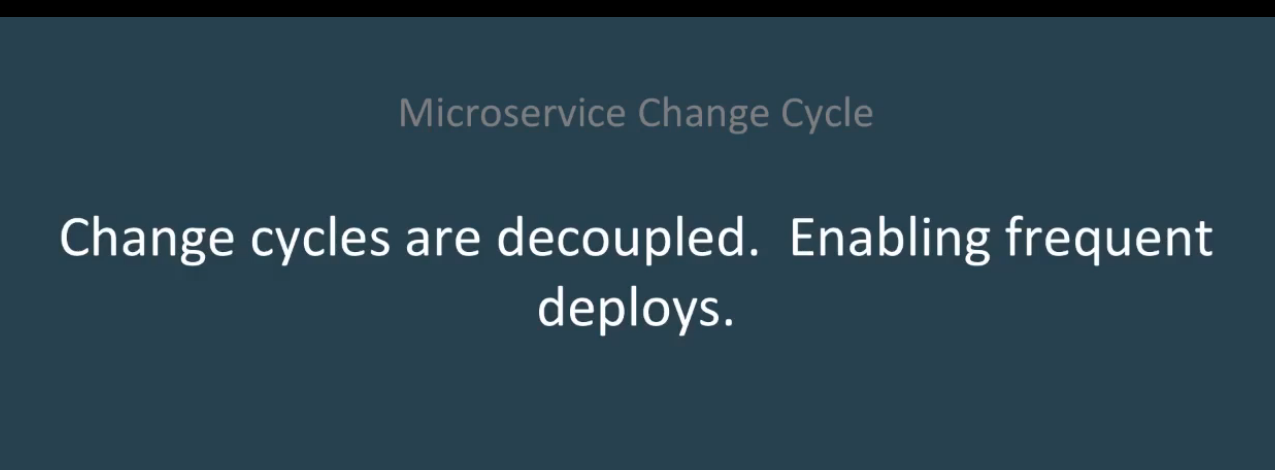 Microservice Change Cycle
Change cycles are decoupled.  Enabling frequent
deploys.